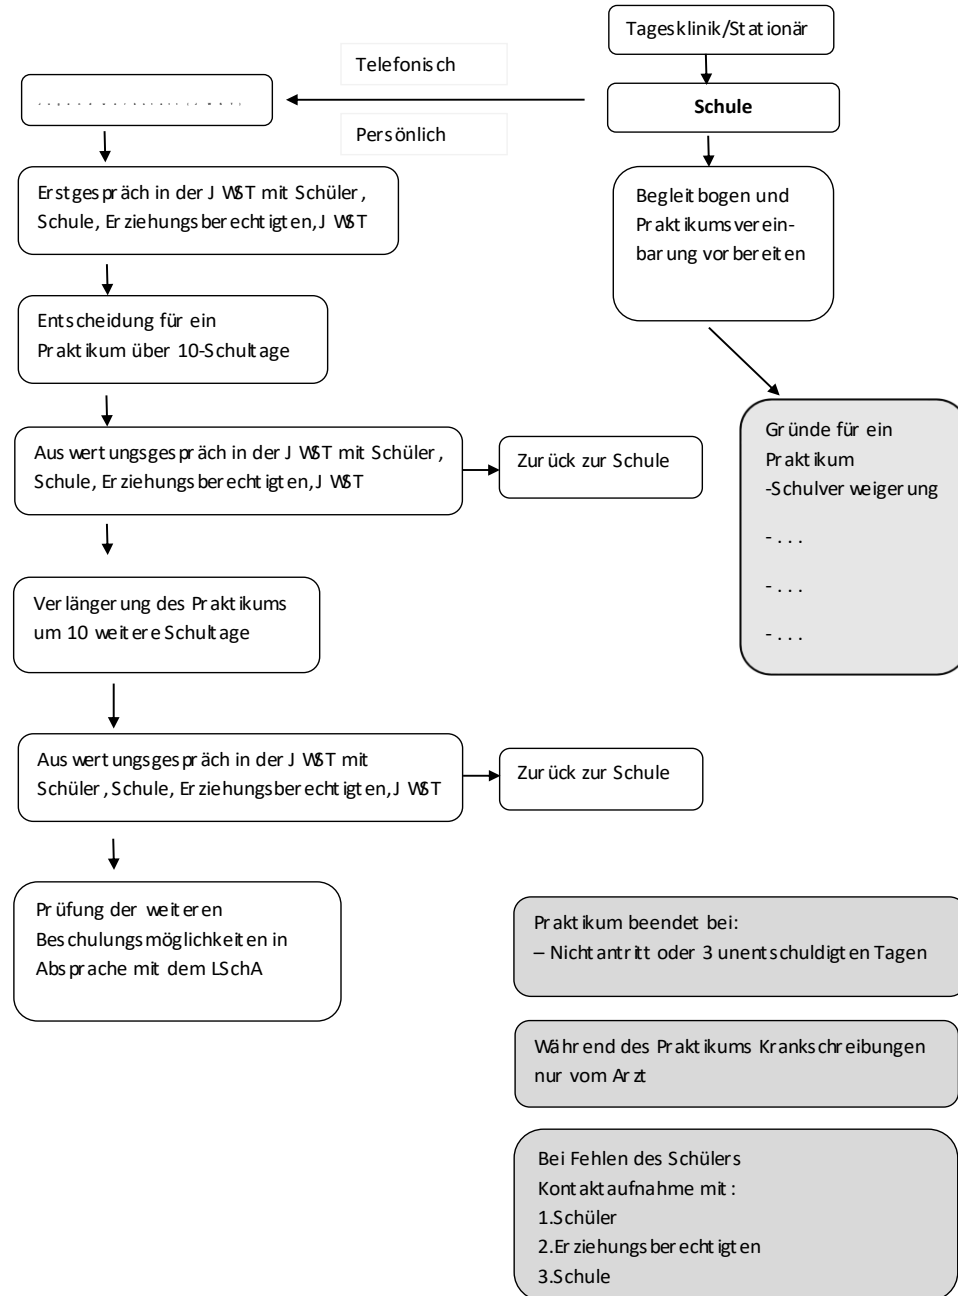 Tagesklinik/Stationär
Telefonisch
Schule
Persönlich
Erstgespräch in der JWST mit Schüler,
Schule, Erziehungsberechtigten, JWST
Begleitbogen und
Praktikumsverein-
barung vorbereiten
Entscheidung für ein
Praktikum über 10-Schultage
Auswertungsgespräch in der JWST mit Schüler,
Schule, Erziehungsberechtigten, JWST
Zurück zur Schule
Gründe für ein
Praktikum
-Schulverweigerung
- . . .
- . . .
- . . .
Verlängerung des Praktikums
um 10 weitere Schultage
Auswertungsgespräch in der JWST mit
Schüler, Schule, Erziehungsberechtigten, JWST
Zurück zur Schule
Prüfung der weiteren
Beschulungsmöglichkeiten in
Absprache mit dem LSchA
Praktikum beendet bei:
– Nichtantritt oder 3 unentschuldigten Tagen
Während des Praktikums Krankschreibungen
nur vom Arzt
Bei Fehlen des Schülers
Kontaktaufnahme mit:
1.Schüler
2.Erziehungsberechtigten
3.Schule